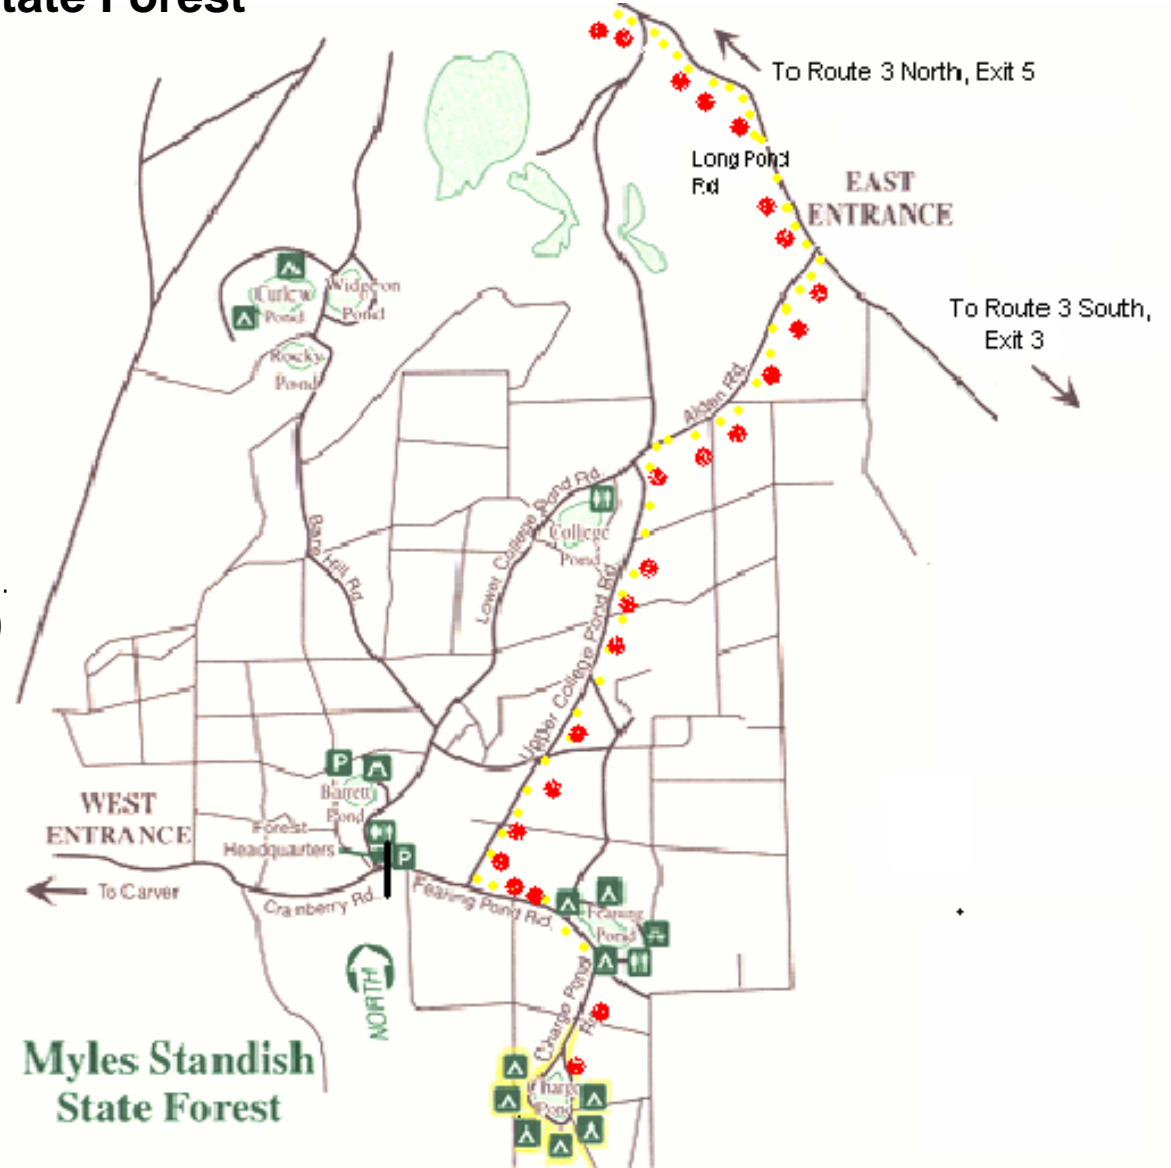 tate Forest
To Route 3 North, Exit 5
Long Pond
Rd
EAST
ENTRANCE
Curlew
Pond
Widgeon
Pond
To Route 3 South,
Exit 3
Rocky
Pond
Alden Rd.
Lower College Pond Rd.
College
Pond
Bare Hill Rd.
Upper College Pond Rd.
P
Barrett
Pond
WEST
ENTRANCE
Forest
Headquarters
P
To Carver
Cranberry Rd.
Fearing Pond Rd.
Fearing
Pond
NORTH
Charge Pond
Rd.
Myles Standish
State Forest
Charge
Pond